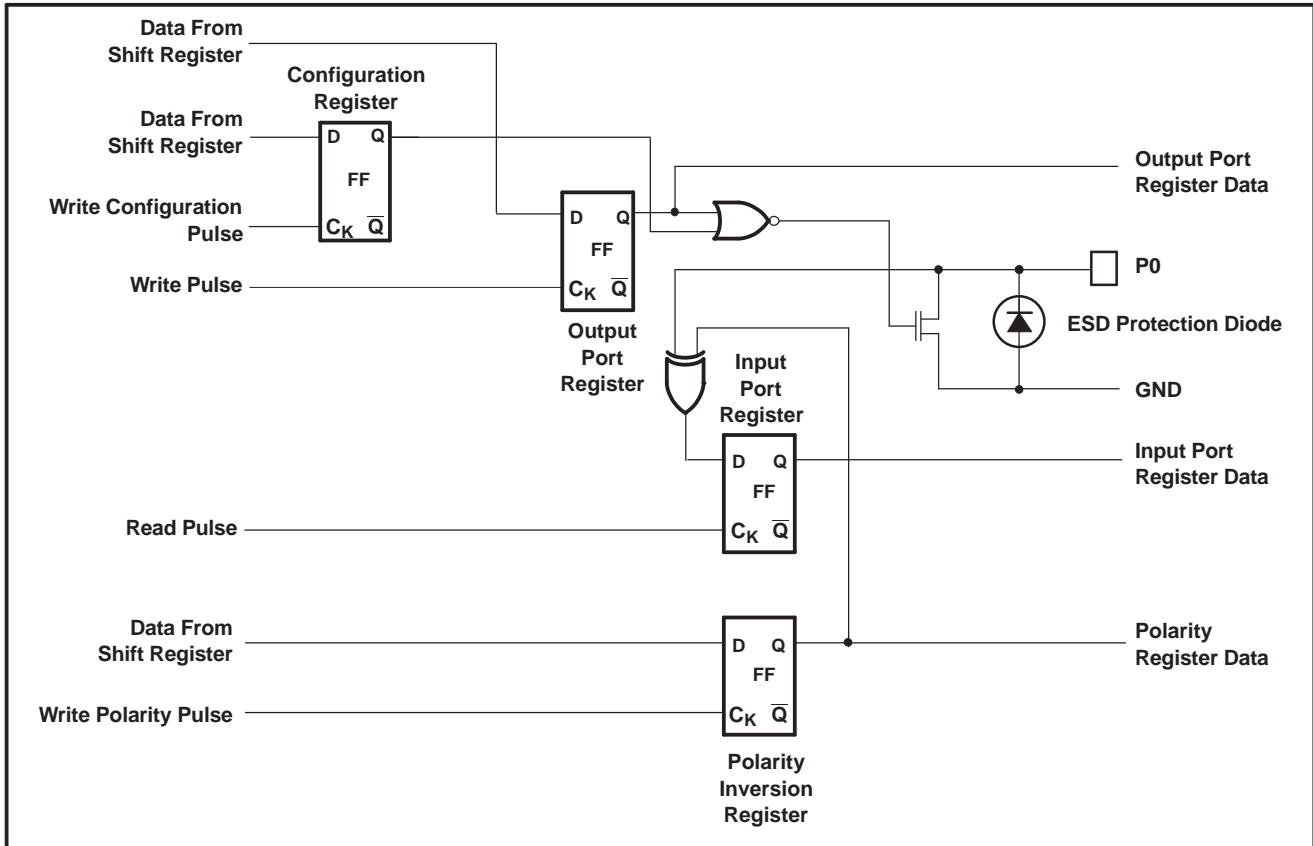 Data From
Shift Register
Configuration
Register
Data From
Shift Register
D Q
FF
Write Configuration
Pulse
CK Q̅
Output Port
Register Data
D Q
FF
Write Pulse
CK Q̅
P0
ESD Protection Diode
Output
Port
Register
Input
Port
Register
GND
D Q
FF
Input Port
Register Data
Read Pulse
CK Q̅
Data From
Shift Register
D Q
FF
Polarity
Register Data
Write Polarity Pulse
CK Q̅
Polarity
Inversion
Register